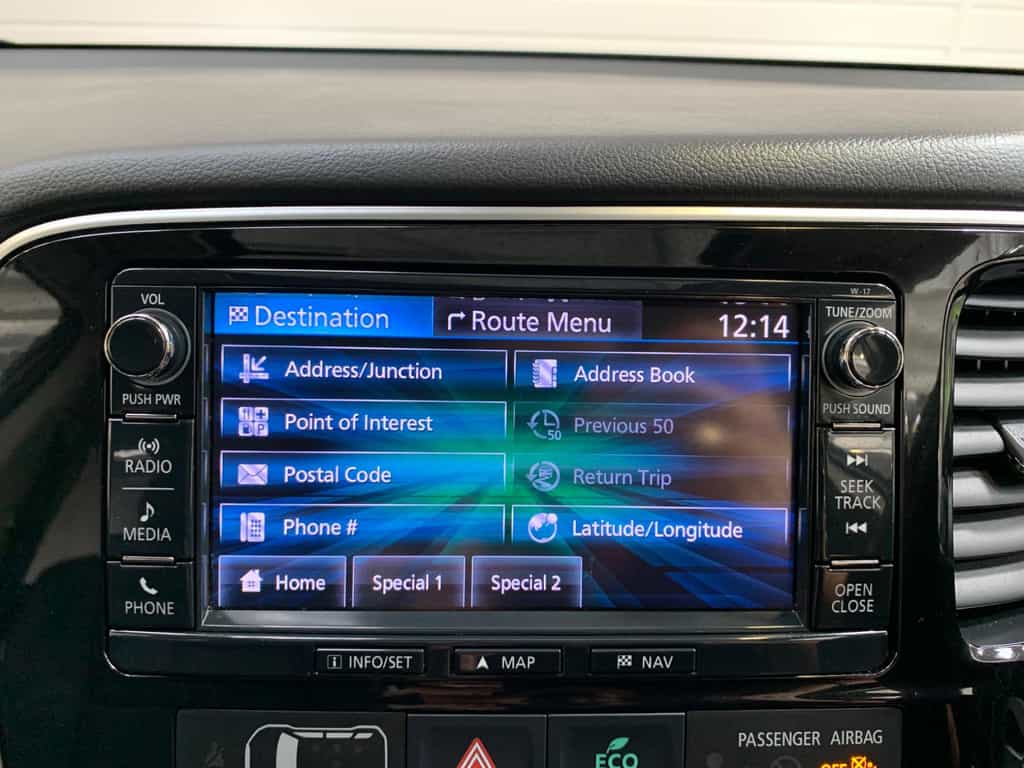 W-17
VOL
PUSH PWR
RADIO
MEDIA
PHONE
Destination
Route Menu
12:14
Address/Junction
Address Book
Point of Interest
50
Previous 50
Postal Code
Return Trip
Phone #
Latitude/Longitude
Home
Special 1
Special 2
TUNE/ZOOM
PUSH SOUND
SEEK
TRACK
OPEN
CLOSE
INFO/SET
MAP
NAV
ECO
PASSENGER AIRBAG
OFF